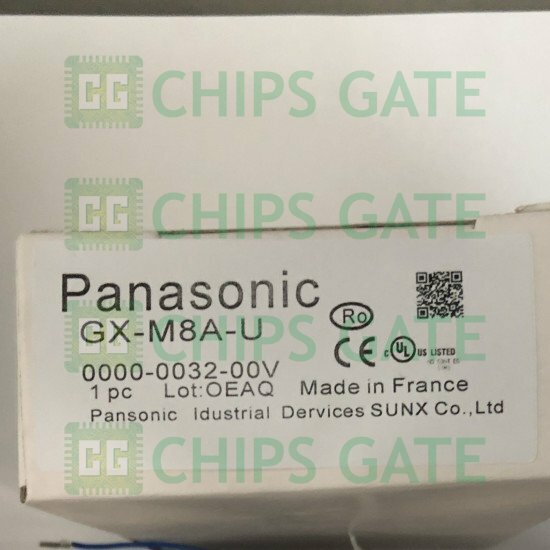 CG CHIPS GATE
CG CHIPS GATE
Panasonic
GX-M8A-U
Ro
CE c UL US LISTED
0000-0032-00V
1 pc Lot:OEAQ Made in France
Pansonic Idustrial Dervices SUNX Co.,Ltd
CG CHIPS GATE